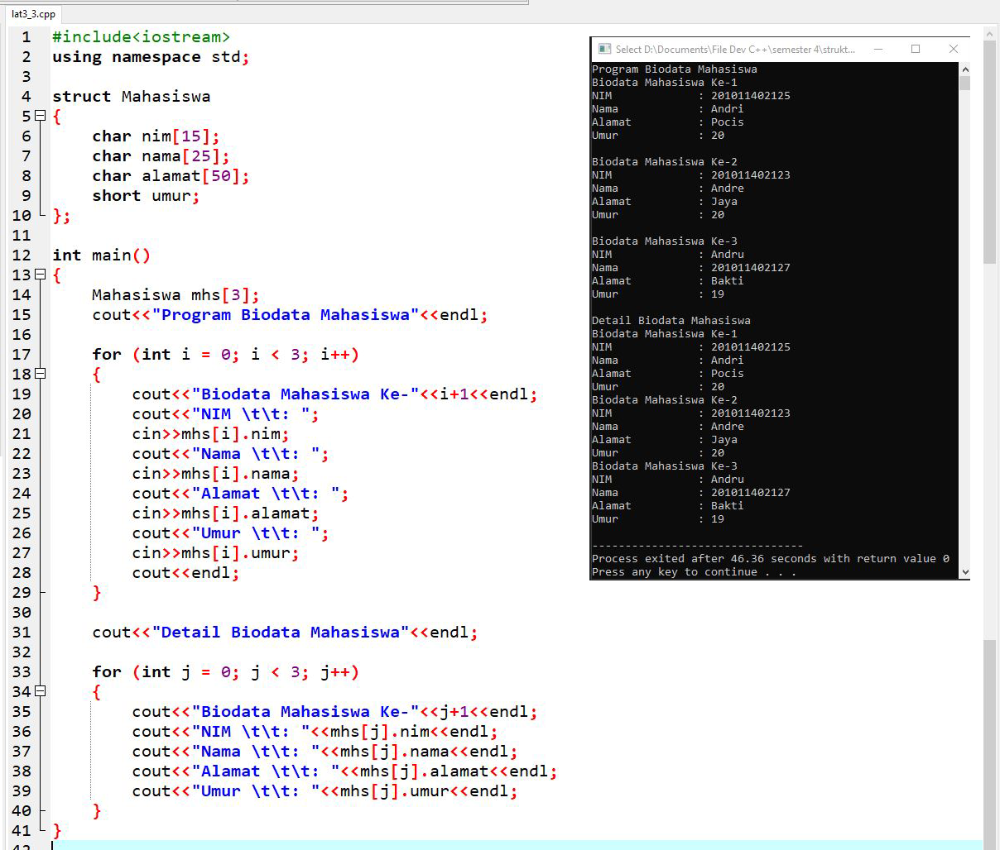 lat3_3.cpp
1 #include<iostream>
2 using namespace std;
3
4 struct Mahasiswa
5 {
6 char nim[15];
7 char nama[25];
8 char alamat[50];
9 short umur;
10 };
11
12 int main()
13 {
14 Mahasiswa mhs[3];
15 cout<<"Program Biodata Mahasiswa"<<endl;
16
17 for (int i = 0; i < 3; i++)
18 {
19 cout<<"Biodata Mahasiswa Ke-"<<i+1<<endl;
20 cout<<"NIM \t\t: ";
21 cin>>mhs[i].nim;
22 cout<<"Nama \t\t: ";
23 cin>>mhs[i].nama;
24 cout<<"Alamat \t\t: ";
25 cin>>mhs[i].alamat;
26 cout<<"Umur \t\t: ";
27 cin>>mhs[i].umur;
28 cout<<endl;
29 }
30
31 cout<<"Detail Biodata Mahasiswa"<<endl;
32
33 for (int j = 0; j < 3; j++)
34 {
35 cout<<"Biodata Mahasiswa Ke-"<<j+1<<endl;
36 cout<<"NIM \t\t: "<<mhs[j].nim<<endl;
37 cout<<"Nama \t\t: "<<mhs[j].nama<<endl;
38 cout<<"Alamat \t\t: "<<mhs[j].alamat<<endl;
39 cout<<"Umur \t\t: "<<mhs[j].umur<<endl;
40 }
41 }
42
Select D:\Documents\File Dev C++\semester 4\strukt...
Program Biodata Mahasiswa
Biodata Mahasiswa Ke-1
NIM : 201011402125
Nama : Andri
Alamat : Pocis
Umur : 20
Biodata Mahasiswa Ke-2
NIM : 201011402123
Nama : Andre
Alamat : Jaya
Umur : 20
Biodata Mahasiswa Ke-3
NIM : Andru
Nama : 201011402127
Alamat : Bakti
Umur : 19
Detail Biodata Mahasiswa
Biodata Mahasiswa Ke-1
NIM : 201011402125
Nama : Andri
Alamat : Pocis
Umur : 20
Biodata Mahasiswa Ke-2
NIM : 201011402123
Nama : Andre
Alamat : Jaya
Umur : 20
Biodata Mahasiswa Ke-3
NIM : Andru
Nama : 201011402127
Alamat : Bakti
Umur : 19
--------------------------------
Process exited after 46.36 seconds with return value 0
Press any key to continue . . .